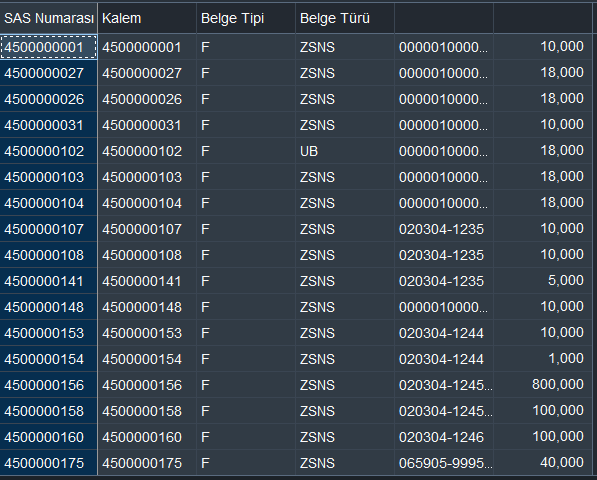 SAS Numarası Kalem Belge Tipi Belge Türü
4500000001 4500000001 F ZSNS 0000010000... 10,000
4500000027 4500000027 F ZSNS 0000010000... 18,000
4500000026 4500000026 F ZSNS 0000010000... 18,000
4500000031 4500000031 F ZSNS 0000010000... 10,000
4500000102 4500000102 F UB 0000010000... 18,000
4500000103 4500000103 F ZSNS 0000010000... 18,000
4500000104 4500000104 F ZSNS 0000010000... 18,000
4500000107 4500000107 F ZSNS 020304-1235 10,000
4500000108 4500000108 F ZSNS 020304-1235 10,000
4500000141 4500000141 F ZSNS 020304-1235 5,000
4500000148 4500000148 F ZSNS 0000010000... 10,000
4500000153 4500000153 F ZSNS 020304-1244 10,000
4500000154 4500000154 F ZSNS 020304-1244 1,000
4500000156 4500000156 F ZSNS 020304-1245... 800,000
4500000158 4500000158 F ZSNS 020304-1245... 100,000
4500000160 4500000160 F ZSNS 020304-1246 100,000
4500000175 4500000175 F ZSNS 065905-9995... 40,000